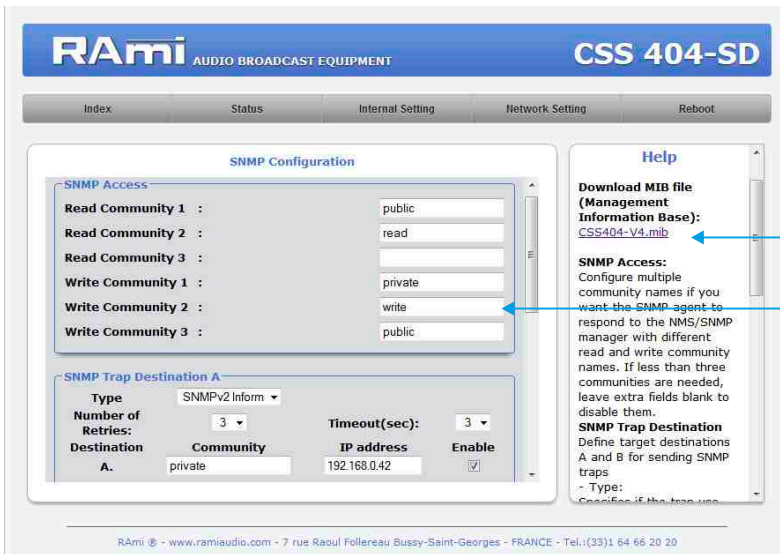 RAmi AUDIO BROADCAST EQUIPMENT CSS 404-SD
Index Status Internal Setting Network Setting Reboot
SNMP Configuration
SNMP Access
Read Community 1 : public
Read Community 2 : read
Read Community 3 :
Write Community 1 : private
Write Community 2 : write
Write Community 3 : public
SNMP Trap Destination A
Type SNMPv2 Inform
Number of
Retries: 3 Timeout(sec): 3
Destination Community IP address Enable
A. private 192.168.0.42
Help
Download MIB file
(Management
Information Base):
CSS404-V4.mib
SNMP Access:
Configure multiple
community names if you
want the SNMP agent to
respond to the NMS/SNMP
manager with different
read and write community
names. If less than three
communities are needed,
leave extra fields blank to
disable them.
SNMP Trap Destination
Define target destinations
A and B for sending SNMP
traps
- Type:
Specifies if the trap use
RAmi ® - www.ramiaudio.com - 7 rue Raoul Follereau Bussy-Saint-Georges - FRANCE - Tel.:(33)1 64 66 20 20